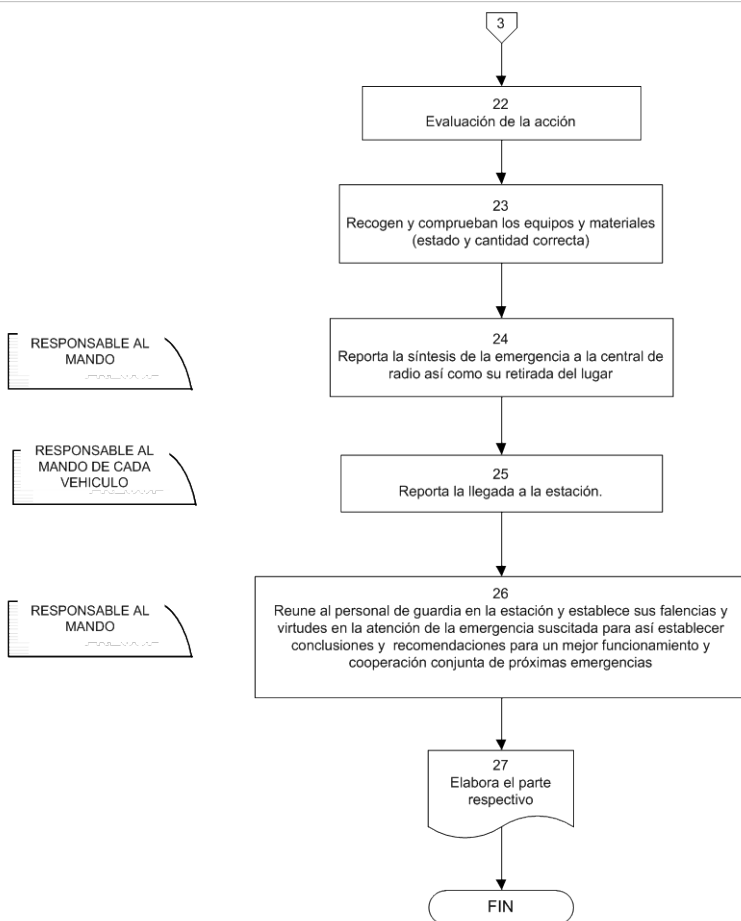 3
22
Evaluación de la acción
23
Recogen y comprueban los equipos y materiales
(estado y cantidad correcta)
RESPONSABLE AL
MANDO
24
Reporta la síntesis de la emergencia a la central de
radio así como su retirada del lugar
RESPONSABLE AL
MANDO DE CADA
VEHICULO
25
Reporta la llegada a la estación.
RESPONSABLE AL
MANDO
26
Reune al personal de guardia en la estación y establece sus falencias y
virtudes en la atención de la emergencia suscitada para así establecer
conclusiones y recomendaciones para un mejor funcionamiento y
cooperación conjunta de próximas emergencias
27
Elabora el parte
respectivo
FIN